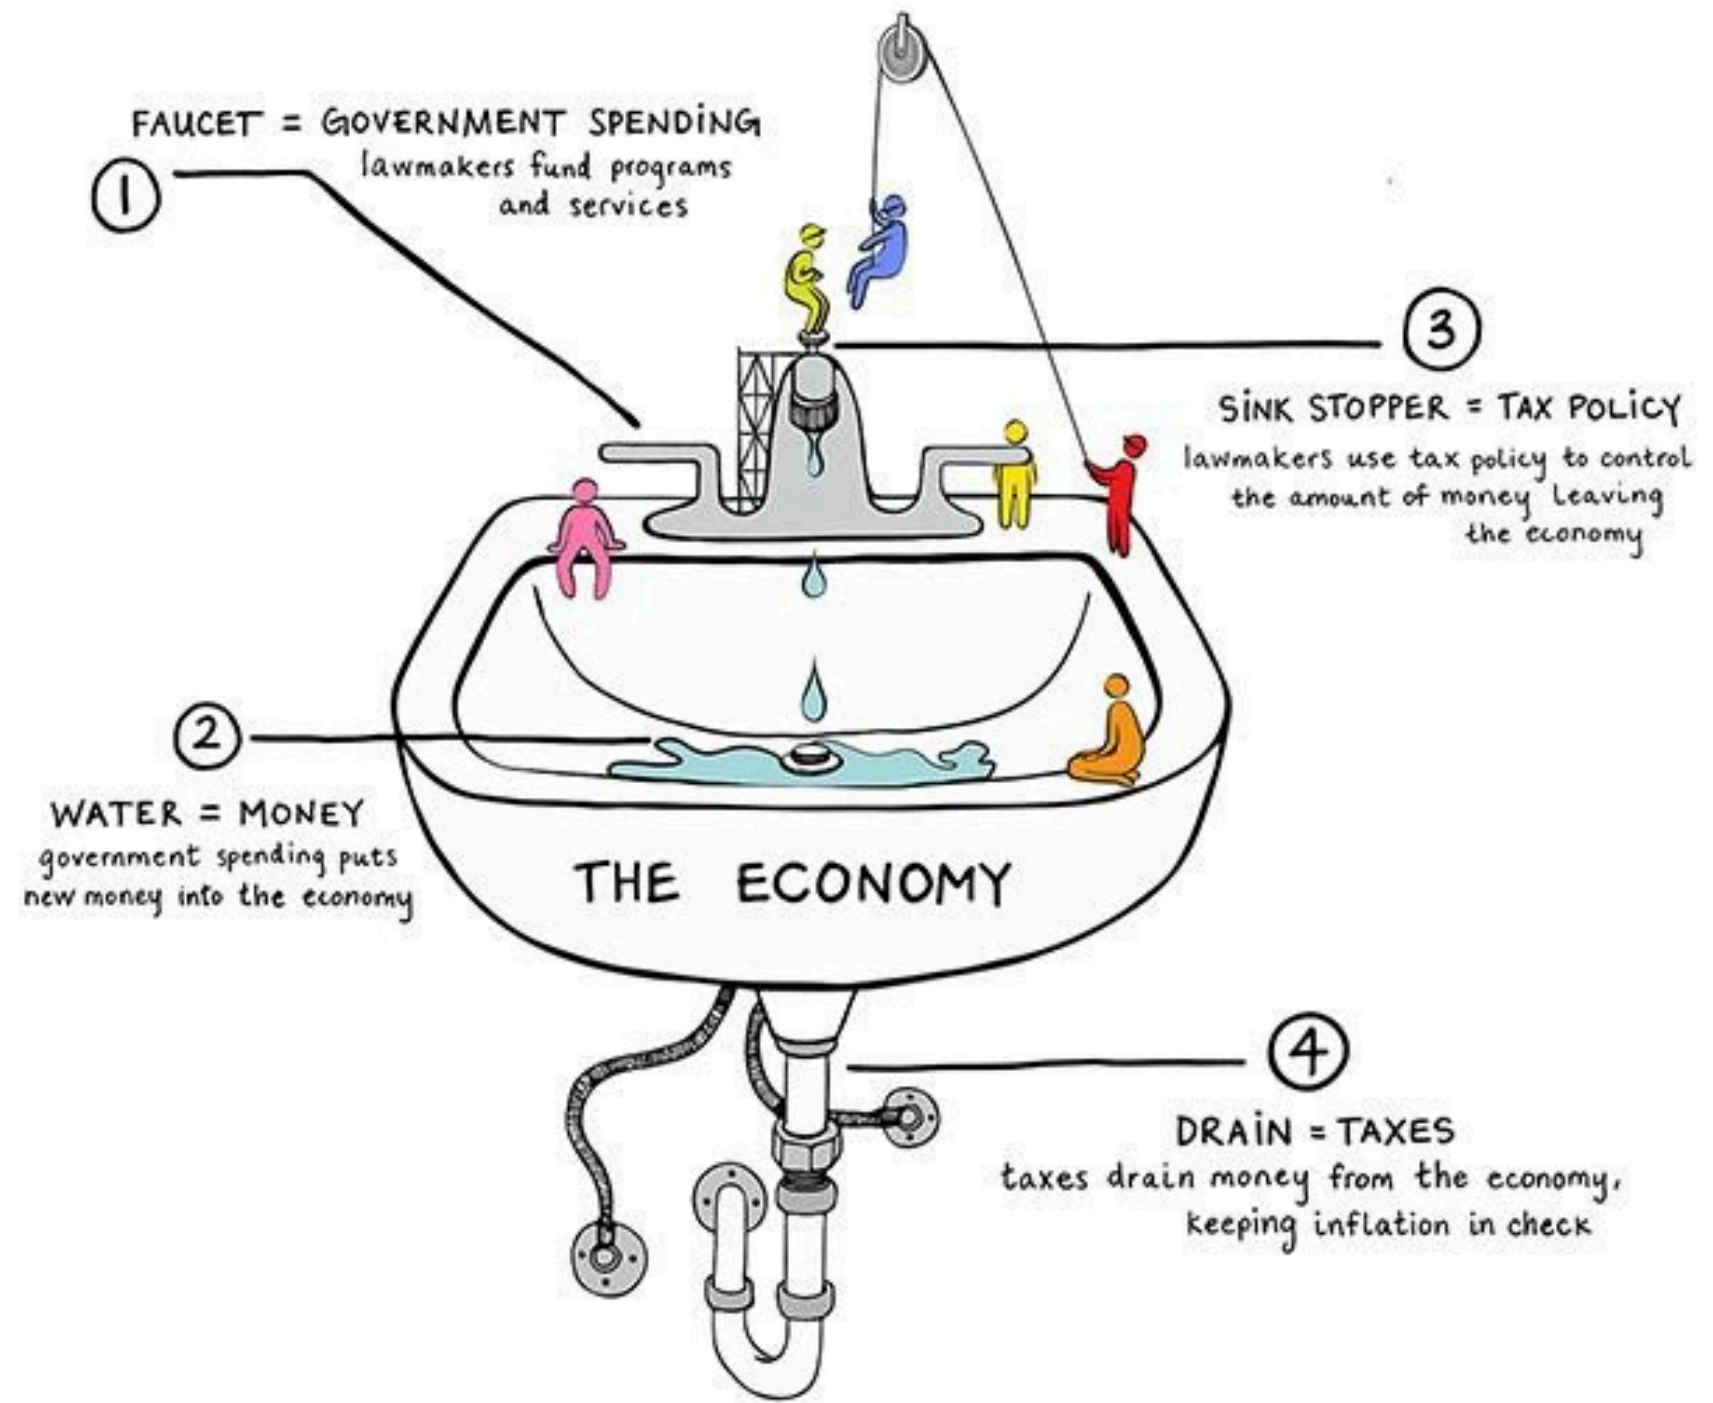 FAUCET = GOVERNMENT SPENDING
lawmakers fund programs
and services
1
3
SINK STOPPER = TAX POLICY
lawmakers use tax policy to control
the amount of money leaving
the economy
2
WATER = MONEY
government spending puts
new money into the economy
THE ECONOMY
4
DRAIN = TAXES
taxes drain money from the economy,
keeping inflation in check